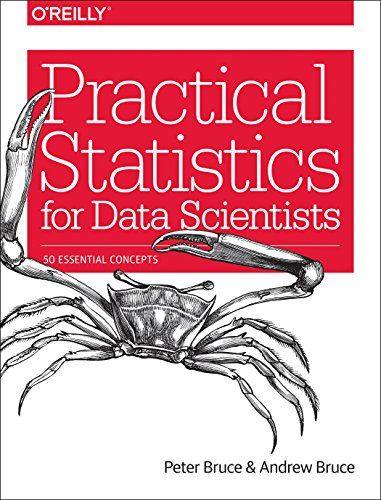 O'REILLY®
Practical
Statistics
for Data Scientists
50 ESSENTIAL CONCEPTS
Peter Bruce & Andrew Bruce